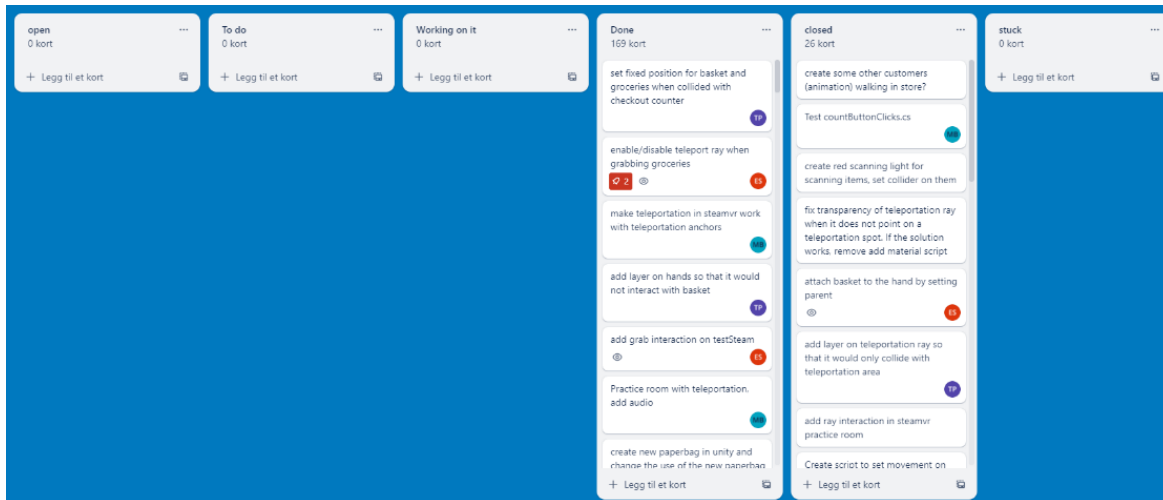 open
0 kort
+ Legg til et kort
To do
0 kort
+ Legg til et kort
Working on it
0 kort
+ Legg til et kort
Done
169 kort
set fixed position for basket and
groceries when collided with
checkout counter
TP
enable/disable teleport ray when
grabbing groceries
2
ES
make teleportation in steamvr work
with teleportation anchors
MB
add layer on hands so that it would
not interact with basket
TP
add grab interaction on testSteam
ES
Practice room with teleportation.
add audio
MB
create new paperbag in unity and
change the use of the new paperbag
+ Legg til et kort
closed
26 kort
create some other customers
(animation) walking in store?
Test countButtonClicks.cs
MB
create red scanning light for
scanning items, set collider on them
fix transparency of teleportation ray
when it does not point on a
teleportation spot. If the solution
works, remove add material script
attach basket to the hand by setting
parent
ES
add layer on teleportation ray so
that it would only collide with
teleportation area
TP
add ray interaction in steamvr
practice room
Create script to set movement on
+ Legg til et kort
stuck
0 kort
+ Legg til et kort